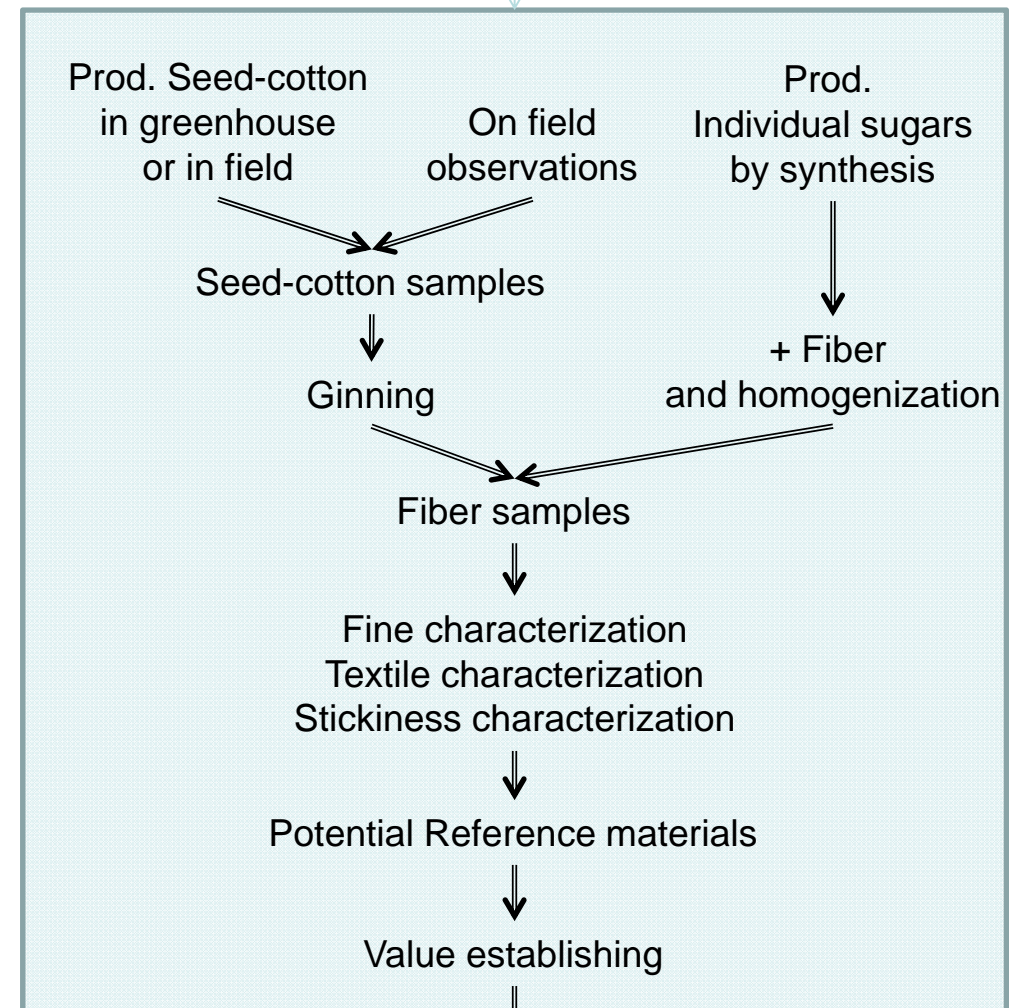 Prod. Seed-cotton
in greenhouse
or in field
On field
observations
Prod.
Individual sugars
by synthesis
Seed-cotton samples
+ Fiber
and homogenization
Ginning
Fiber samples
Fine characterization
Textile characterization
Stickiness characterization
Potential Reference materials
Value establishing